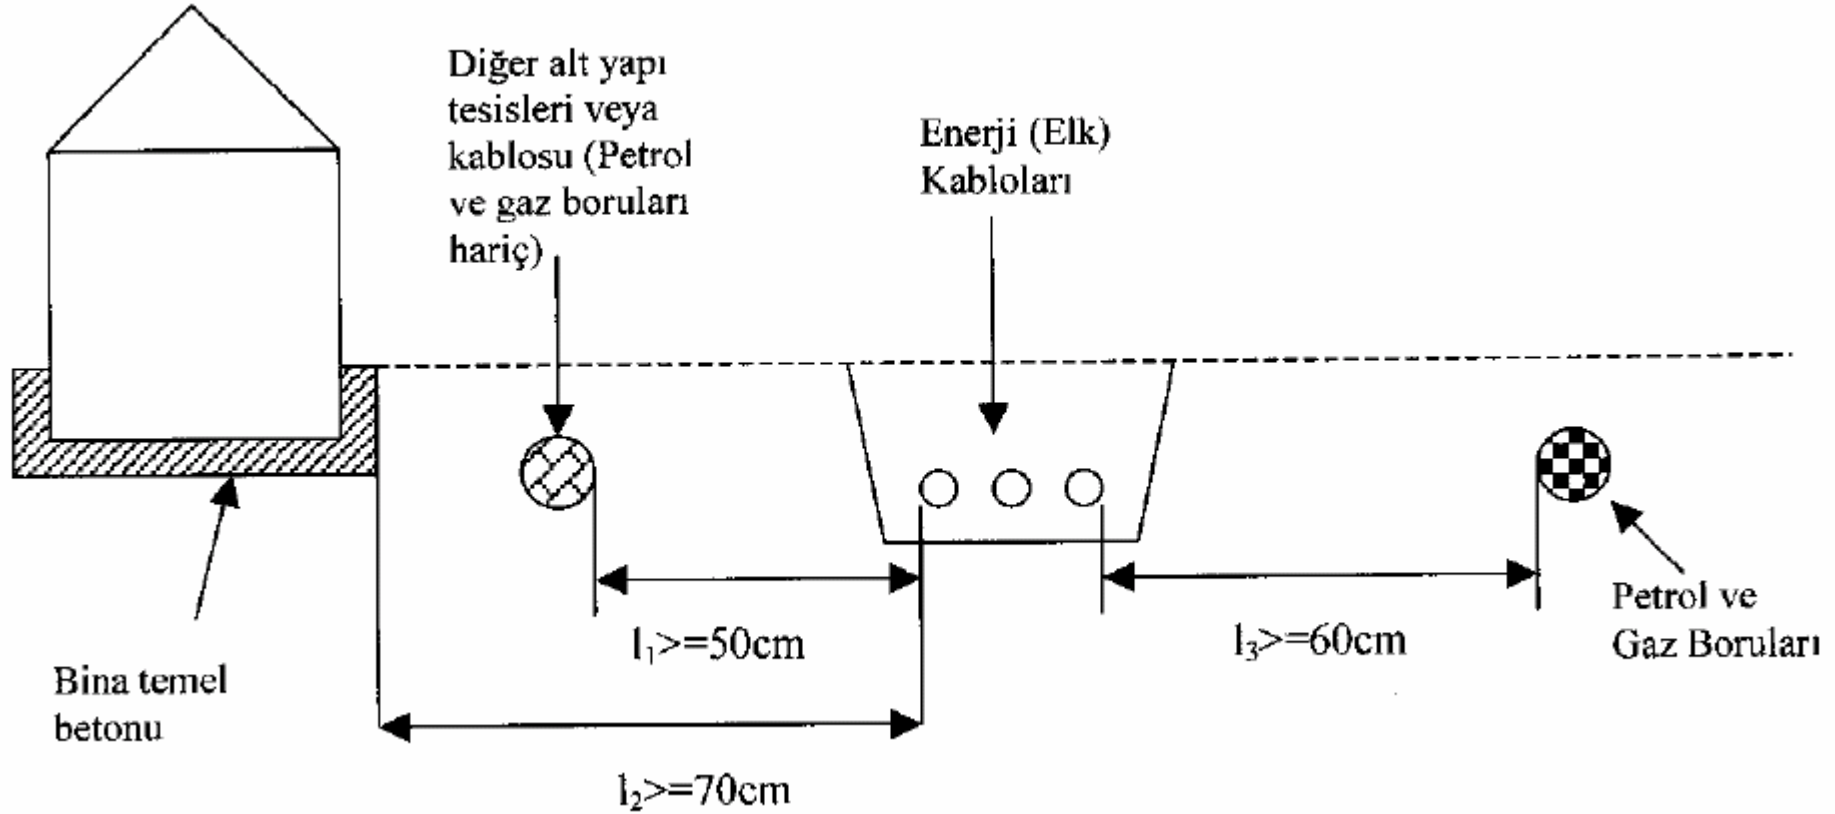 Diğer alt yapı
tesisleri veya
kablosu (Petrol
ve gaz boruları
hariç)
Enerji (Elk)
Kabloları
l₁>=50cm
l₃>=60cm
Petrol ve
Gaz Boruları
Bina temel
betonu
l₂>=70cm